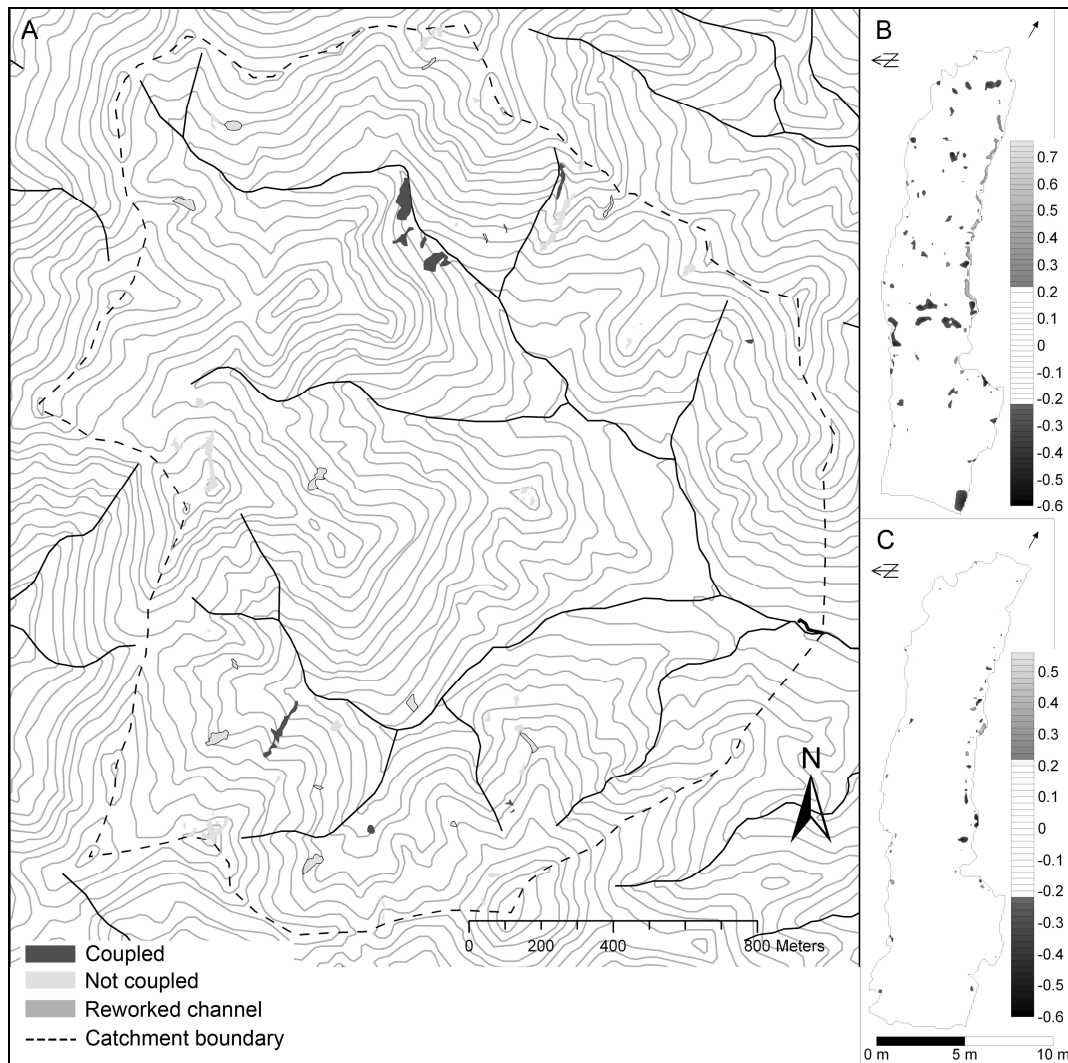 A
N
0 200 400 800 Meters
Coupled
Not coupled
Reworked channel
Catchment boundary
B
N
0.7
0.6
0.5
0.4
0.3
0.2
0.1
0
-0.1
-0.2
-0.3
-0.4
-0.5
-0.6
C
N
0.5
0.4
0.3
0.2
0.1
0
-0.1
-0.2
-0.3
-0.4
-0.5
-0.6
0 m 5 m 10 m